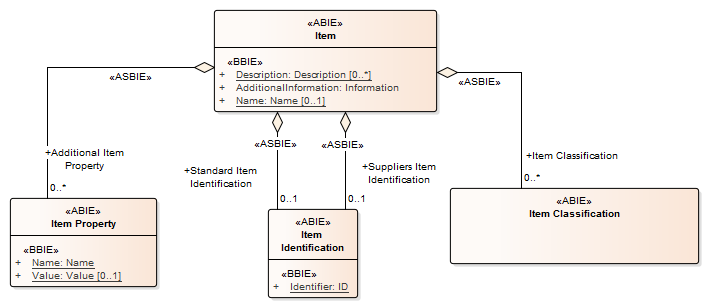 «ABIE»
Item
«BBIE»
+ Description: Description [0..*]
+ AdditionalInformation: Information
+ Name: Name [0..1]
«ASBIE»
«ASBIE»
«ASBIE»
«ASBIE»
+Additional Item
Property
0..*
+Standard Item
Identification
0..1
+Suppliers Item
Identification
0..1
+Item Classification
0..*
«ABIE»
Item Property
«BBIE»
+ Name: Name
+ Value: Value [0..1]
«ABIE»
Item
Identification
«BBIE»
+ Identifier: ID
«ABIE»
Item Classification